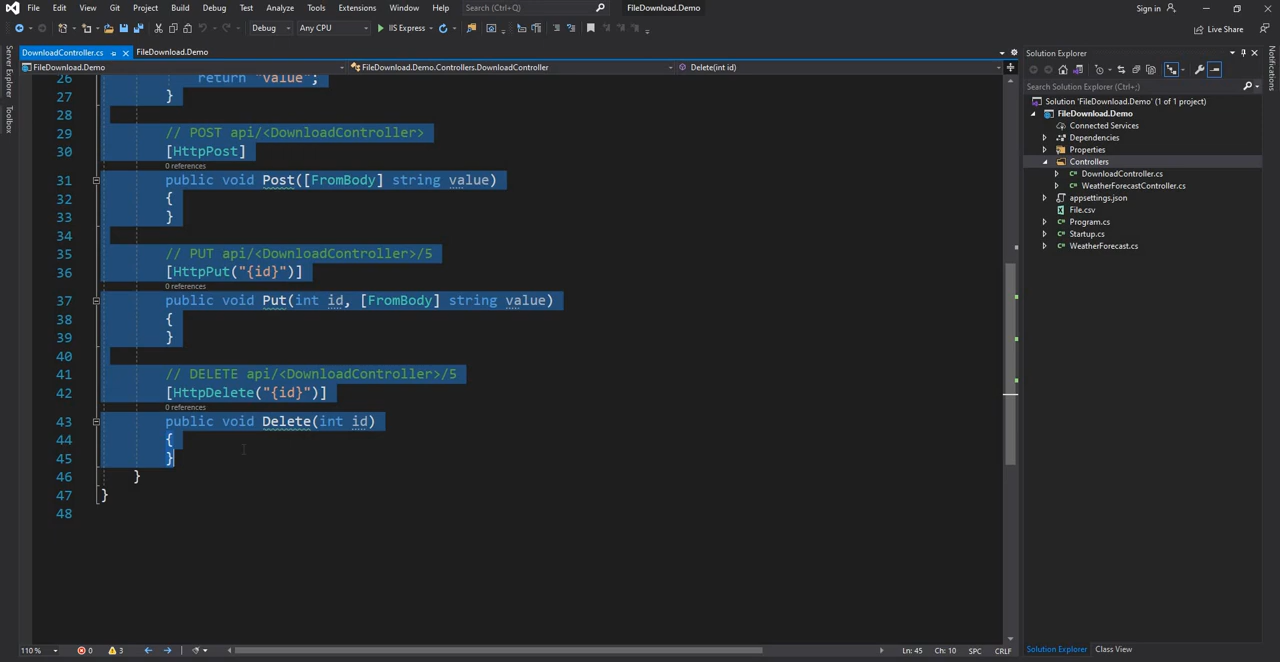 File Edit View Git Project Build Debug Test Analyze Tools Extensions Window Help Search (Ctrl+Q) FileDownload.Demo Sign in
Debug Any CPU IIS Express Live Share
DownloadController.cs FileDownload.Demo
FileDownload.Demo FileDownload.Demo.Controllers.DownloadController Delete(int id)
Server Explorer
Toolbox
26 return "value";
27 }
28
29 // POST api/<DownloadController>
30 [HttpPost]
0 references
31 public void Post([FromBody] string value)
32 {
33 }
34
35 // PUT api/<DownloadController>/5
36 [HttpPut("{id}")]
0 references
37 public void Put(int id, [FromBody] string value)
38 {
39 }
40
41 // DELETE api/<DownloadController>/5
42 [HttpDelete("{id}")]
0 references
43 public void Delete(int id)
44 {
45 }
46 }
47 }
48
110 % 0 3 Ln: 45 Ch: 10 SPC CRLF
Solution Explorer
Search Solution Explorer (Ctrl+;)
Solution 'FileDownload.Demo' (1 of 1 project)
FileDownload.Demo
Connected Services
Dependencies
Properties
Controllers
DownloadController.cs
WeatherForecastController.cs
appsettings.json
File.csv
Program.cs
Startup.cs
WeatherForecast.cs
Solution Explorer Class View
Notifications